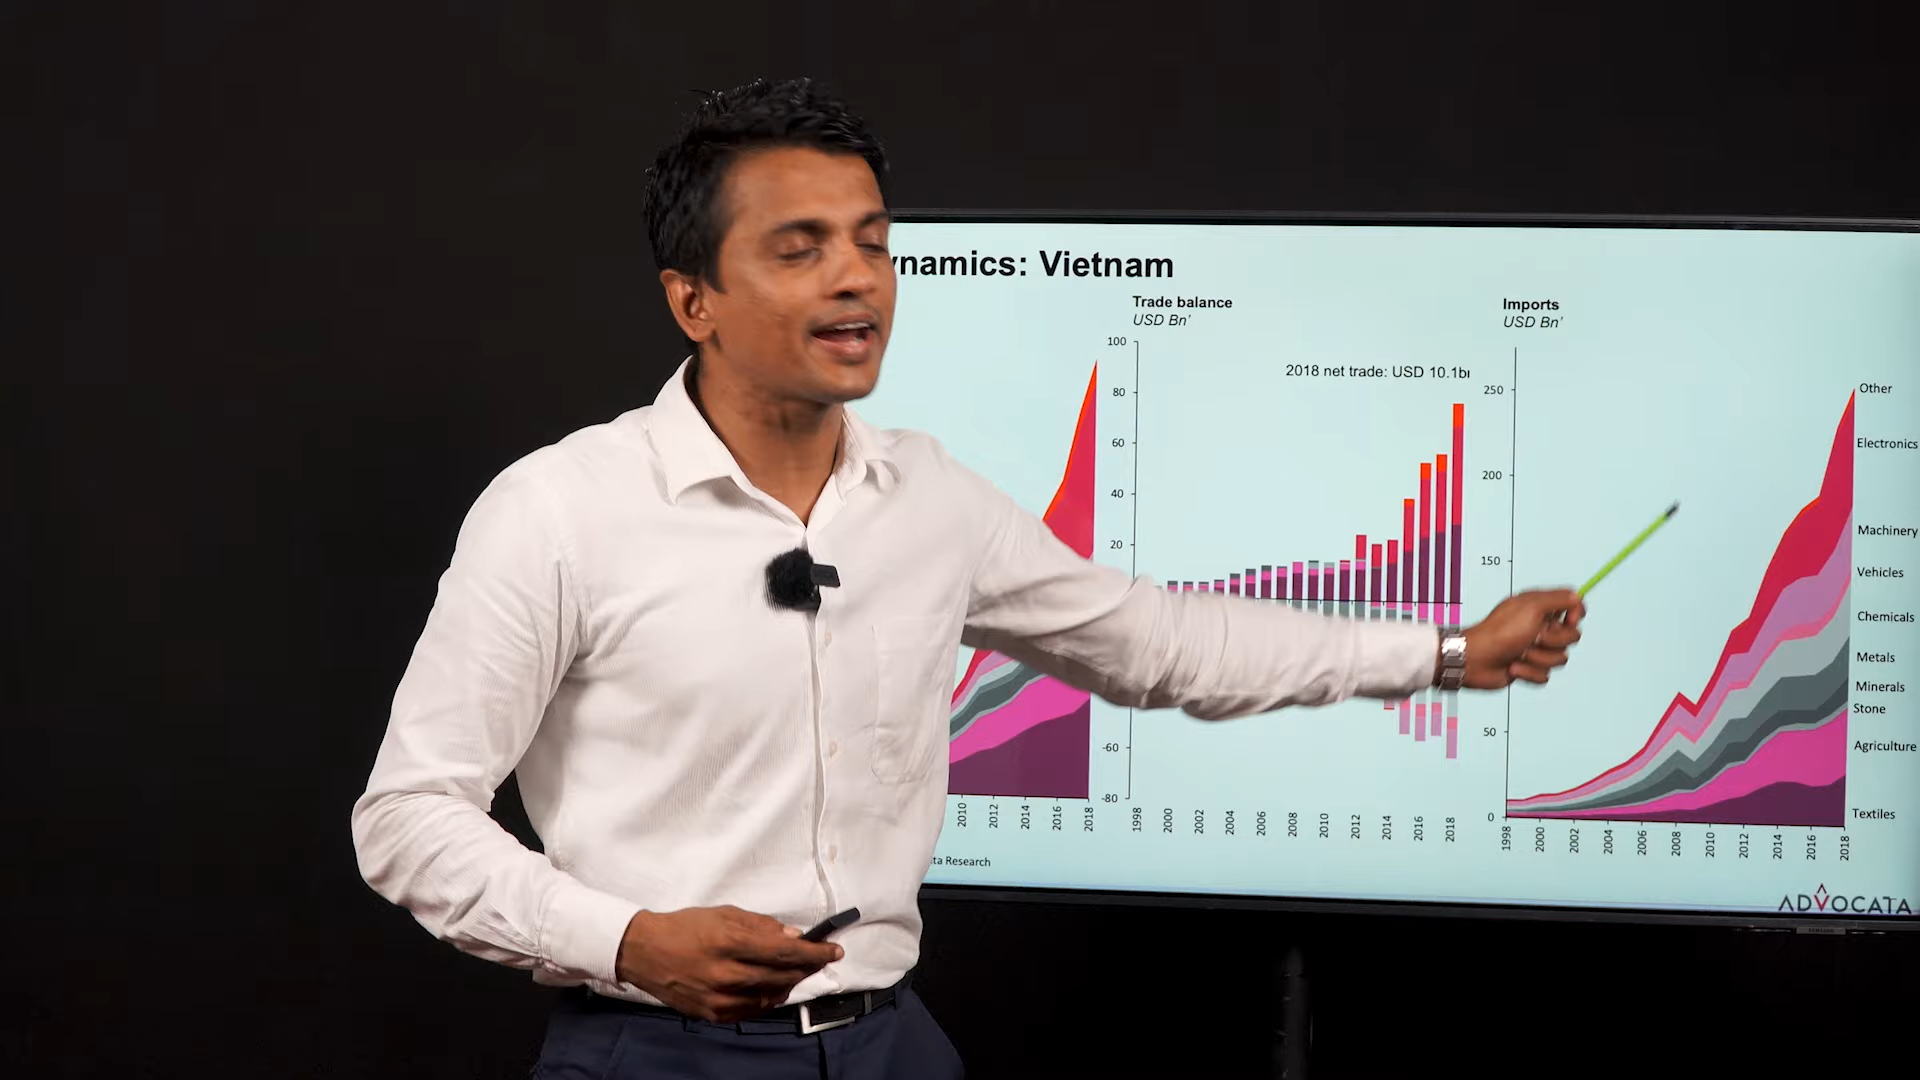 ynamics: Vietnam
Trade balance
USD Bn'
100
80
60
40
20
-60
-80
2018 net trade: USD 10.1b
1998
2000
2002
2004
2006
2008
2010
2012
2014
2016
2018
2010
2012
2014
2016
2018
ta Research
Imports
USD Bn'
250
200
150
50
0
1998
2000
2002
2004
2006
2008
2010
2012
2014
2016
2018
Other
Electronics
Machinery
Vehicles
Chemicals
Metals
Minerals
Stone
Agriculture
Textiles
ADVOCATA
SAMSUNG